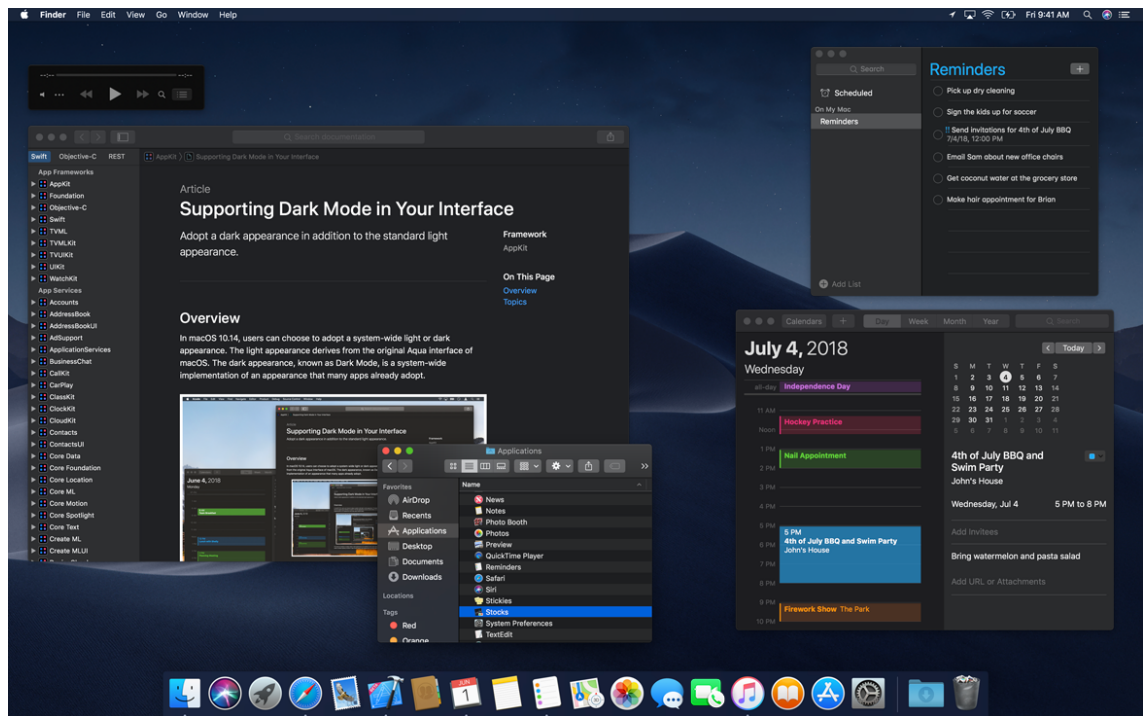 Finder File Edit View Go Window Help
Fri 9:41 AM
--:-- --:--
Search documentation
Swift Objective-C REST
AppKit Supporting Dark Mode in Your Interface
App Frameworks
AppKit
Foundation
Objective-C
Swift
TVML
TVMLKit
TVUIKit
UIKit
WatchKit
App Services
Accounts
AddressBook
AddressBookUI
AdSupport
ApplicationServices
BusinessChat
CallKit
CarPlay
ClassKit
ClockKit
CloudKit
Contacts
ContactsUI
Core Data
Core Foundation
Core Location
Core ML
Core Motion
Core Spotlight
Core Text
Create ML
Create MLUI
Article
Supporting Dark Mode in Your Interface
Adopt a dark appearance in addition to the standard light
appearance.
Framework
AppKit
On This Page
Overview
Topics
Overview
In macOS 10.14, users can choose to adopt a system-wide light or dark
appearance. The light appearance derives from the original Aqua interface of
macOS. The dark appearance, known as Dark Mode, is a system-wide
implementation of an appearance that many apps already adopt.
Supporting Dark Mode in Your Interface
Overview
June 4, 2018
Applications
Favorites
AirDrop
Recents
Applications
Desktop
Documents
Downloads
Locations
Tags
Red
Orange
Name
News
Notes
Photo Booth
Photos
Preview
QuickTime Player
Reminders
Safari
Siri
Stickies
Stocks
System Preferences
TextEdit
Search
Scheduled
On My Mac
Reminders
Add List
Reminders
Pick up dry cleaning
Sign the kids up for soccer
!! Send invitations for 4th of July BBQ
7/4/18, 12:00 PM
Email Sam about new office chairs
Get coconut water at the grocery store
Make hair appointment for Brian
Calendars + Day Week Month Year Search
July 4, 2018
Wednesday
all-day Independence Day
11 AM
Hockey Practice
Noon
1 PM Nail Appointment
2 PM
3 PM
4 PM
5 PM
5 PM
4th of July BBQ and Swim Party
John's House
6 PM
7 PM
8 PM
9 PM
Firework Show The Park
10 PM
Today
S M T W T F S
1 2 3 4 5 6 7
8 9 10 11 12 13 14
15 16 17 18 19 20 21
22 23 24 25 26 27 28
29 30 31 1 2 3 4
5 6 7 8 9 10 11
4th of July BBQ and
Swim Party
John's House
Wednesday, Jul 4 5 PM to 8 PM
Add Invitees
Bring watermelon and pasta salad
Add URL or Attachments
JUN
1